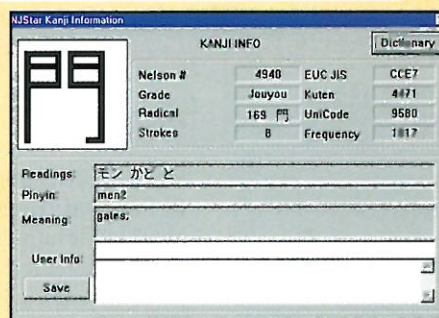 NJStar Kanji Information
門
KANJI INFO
Dictionary
Nelson # 4940 EUC JIS CCE7
Grade Jouyou Kuten 4471
Radical 169 門 UniCode 9580
Strokes 8 Frequency 1017
Readings: モン かど と
Pinyin: men2
Meaning: gates;
User Info:
Save